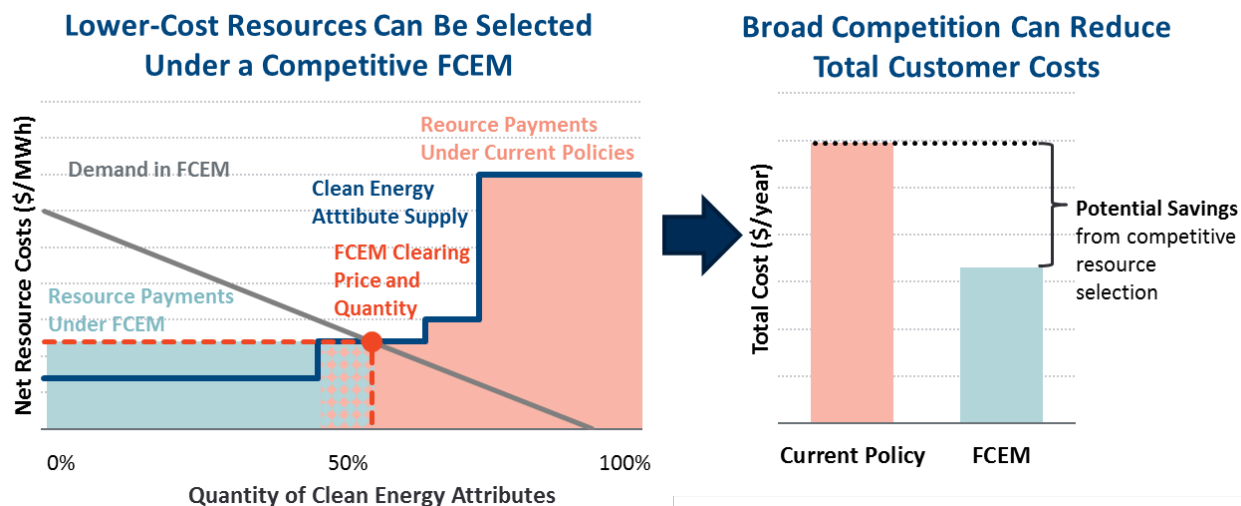 Lower-Cost Resources Can Be Selected
Under a Competitive FCEM
Net Resource Costs ($/MWh)
Demand in FCEM
Reource Payments
Under Current Policies
Clean Energy
Atttibute Supply
FCEM Clearing
Price and
Quantity
Resource Payments
Under FCEM
0%
50%
100%
Quantity of Clean Energy Attributes
Broad Competition Can Reduce
Total Customer Costs
Total Cost ($/year)
Potential Savings
from competitive
resource
selection
Current Policy
FCEM